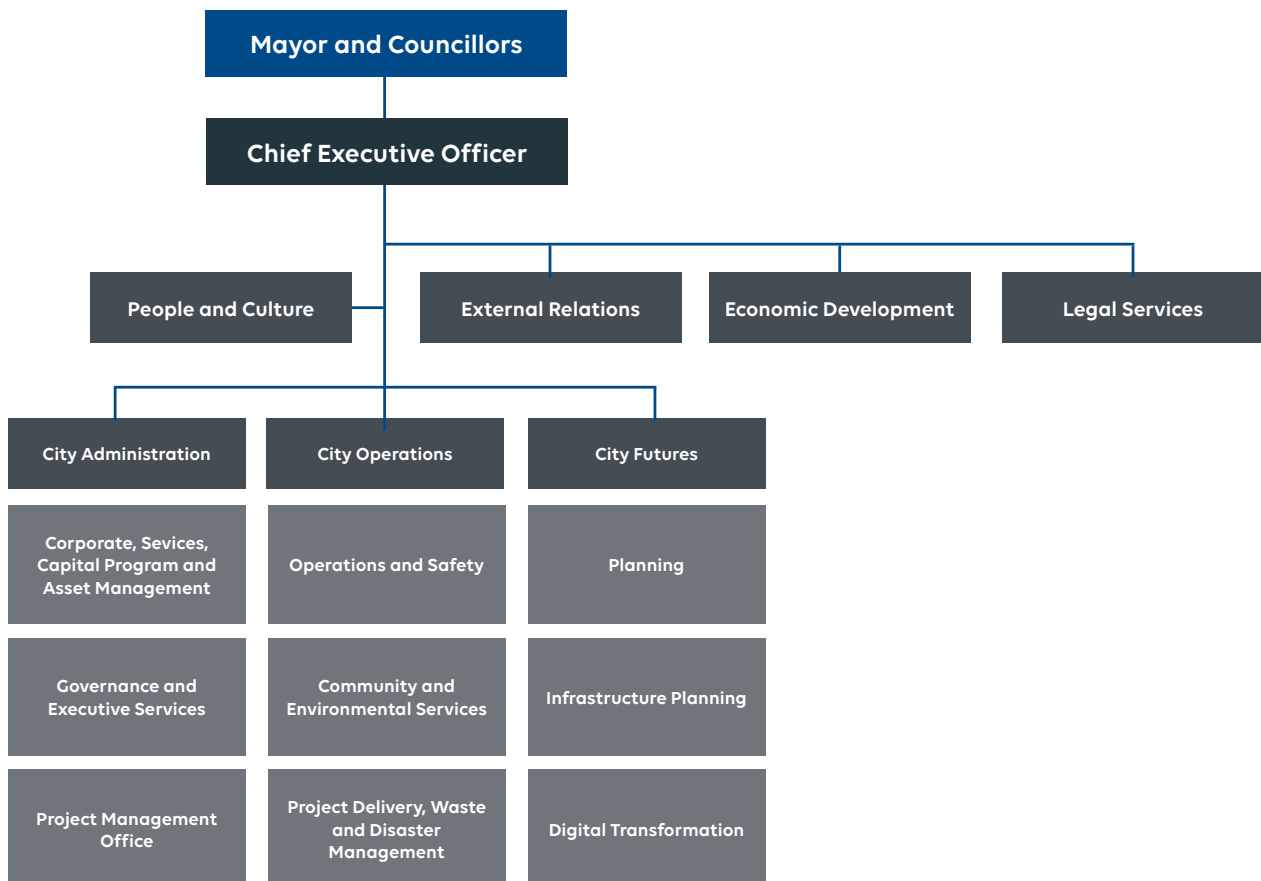 Mayor and Councillors
Chief Executive Officer
People and Culture
External Relations
Economic Development
Legal Services
City Administration
City Operations
City Futures
Corporate, Sevices,
Capital Program and
Asset Management
Operations and Safety
Planning
Governance and
Executive Services
Community and
Environmental Services
Infrastructure Planning
Project Management
Office
Project Delivery, Waste
and Disaster
Management
Digital Transformation